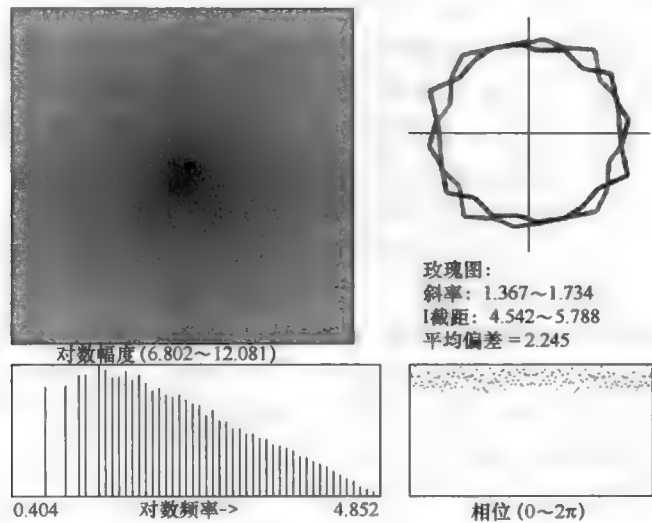 玫瑰图：
斜率：1.367～1.734
I截距：4.542～5.788
平均偏差=2.245
对数幅度(6.802～12.081)
0.404 对数频率-> 4.852
相位(0～2π)